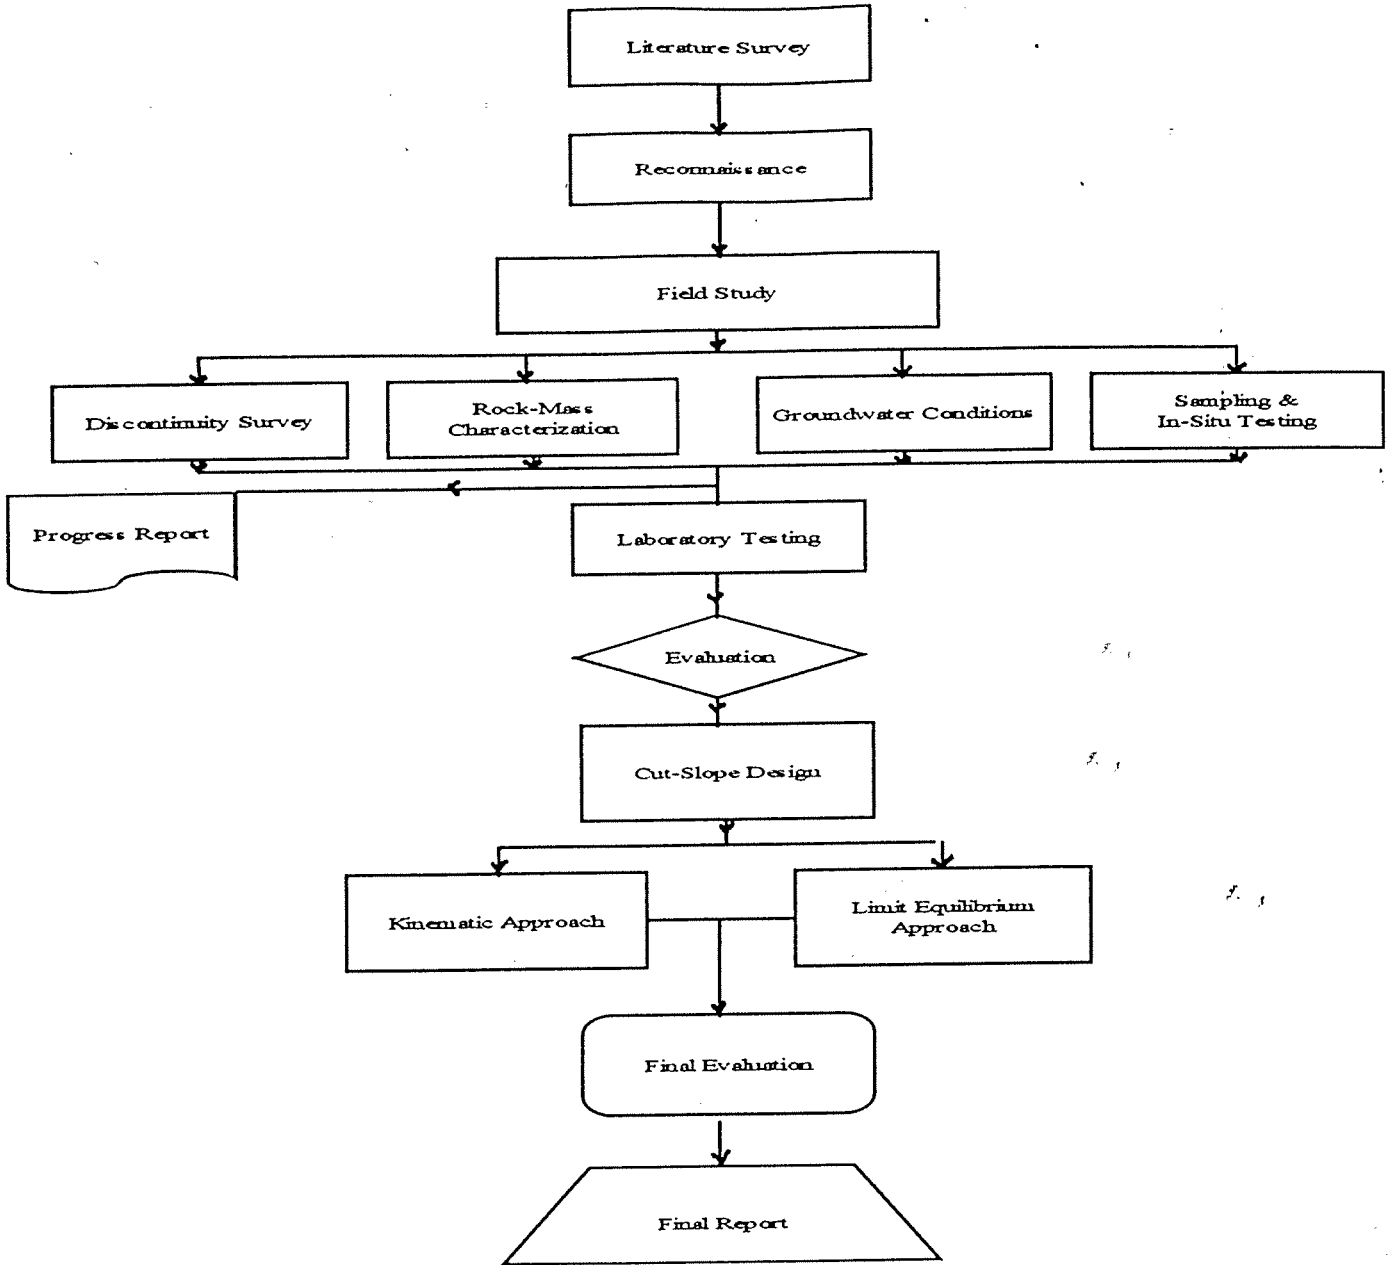 Literature Survey
Reconnaissance
Field Study
Discontinuity Survey
Rock-Mass
Characterization
Groundwater Conditions
Sampling &
In-Situ Testing
Progress Report
Laboratory Testing
Evaluation
Cut-Slope Design
Kinematic Approach
Limit Equilibrium
Approach
Final Evaluation
Final Report